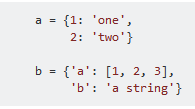 a = {1: 'one',
2: 'two'}
b = {'a': [1, 2, 3],
'b': 'a string'}